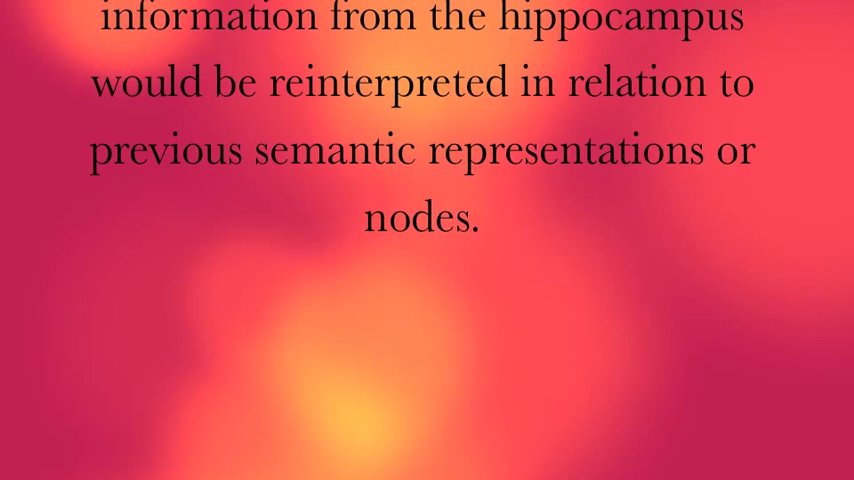 information from the hippocampus
would be reinterpreted in relation to
previous semantic representations or
nodes.